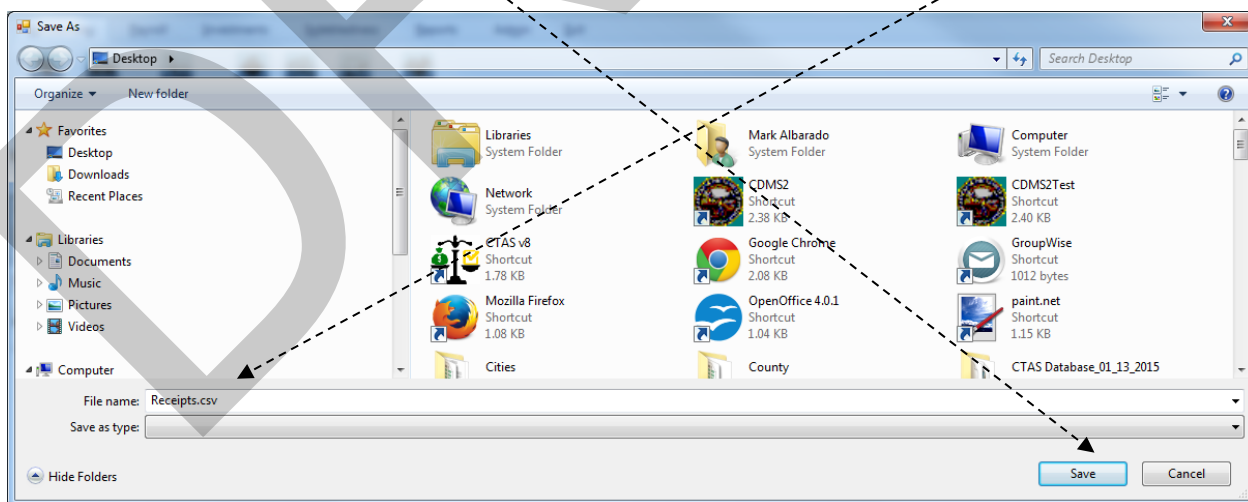 Save As
Desktop
Search Desktop
Organize
New folder
Favorites
Desktop
Downloads
Recent Places
Libraries
Documents
Music
Pictures
Videos
Computer
Libraries
System Folder
Mark Albarado
System Folder
Computer
System Folder
Network
System Folder
CDMS2
Shortcut
2.38 KB
CDMS2Test
Shortcut
2.40 KB
CTAS v8
Shortcut
1.78 KB
Google Chrome
Shortcut
2.08 KB
GroupWise
Shortcut
1012 bytes
Mozilla Firefox
Shortcut
1.08 KB
OpenOffice 4.0.1
Shortcut
1.04 KB
paint.net
Shortcut
1.15 KB
Cities
County
CTAS Database_01_13_2015
File name: Receipts.csv
Save as type:
Hide Folders
Save
Cancel